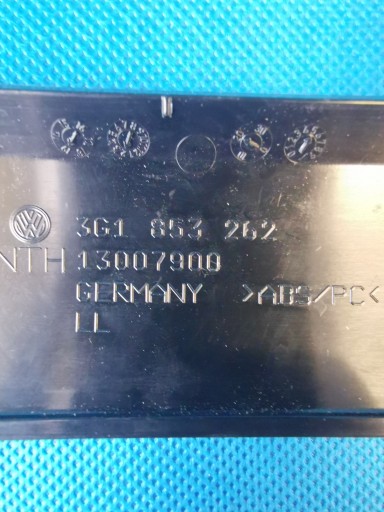 3G1 853 262
NTH 13007900
GERMANY >ABS/PC<
LL